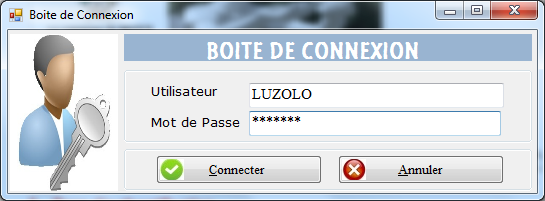 Boite de Connexion
BOITE DE CONNEXION
Utilisateur LUZOLO
Mot de Passe *******
Connecter Annuler